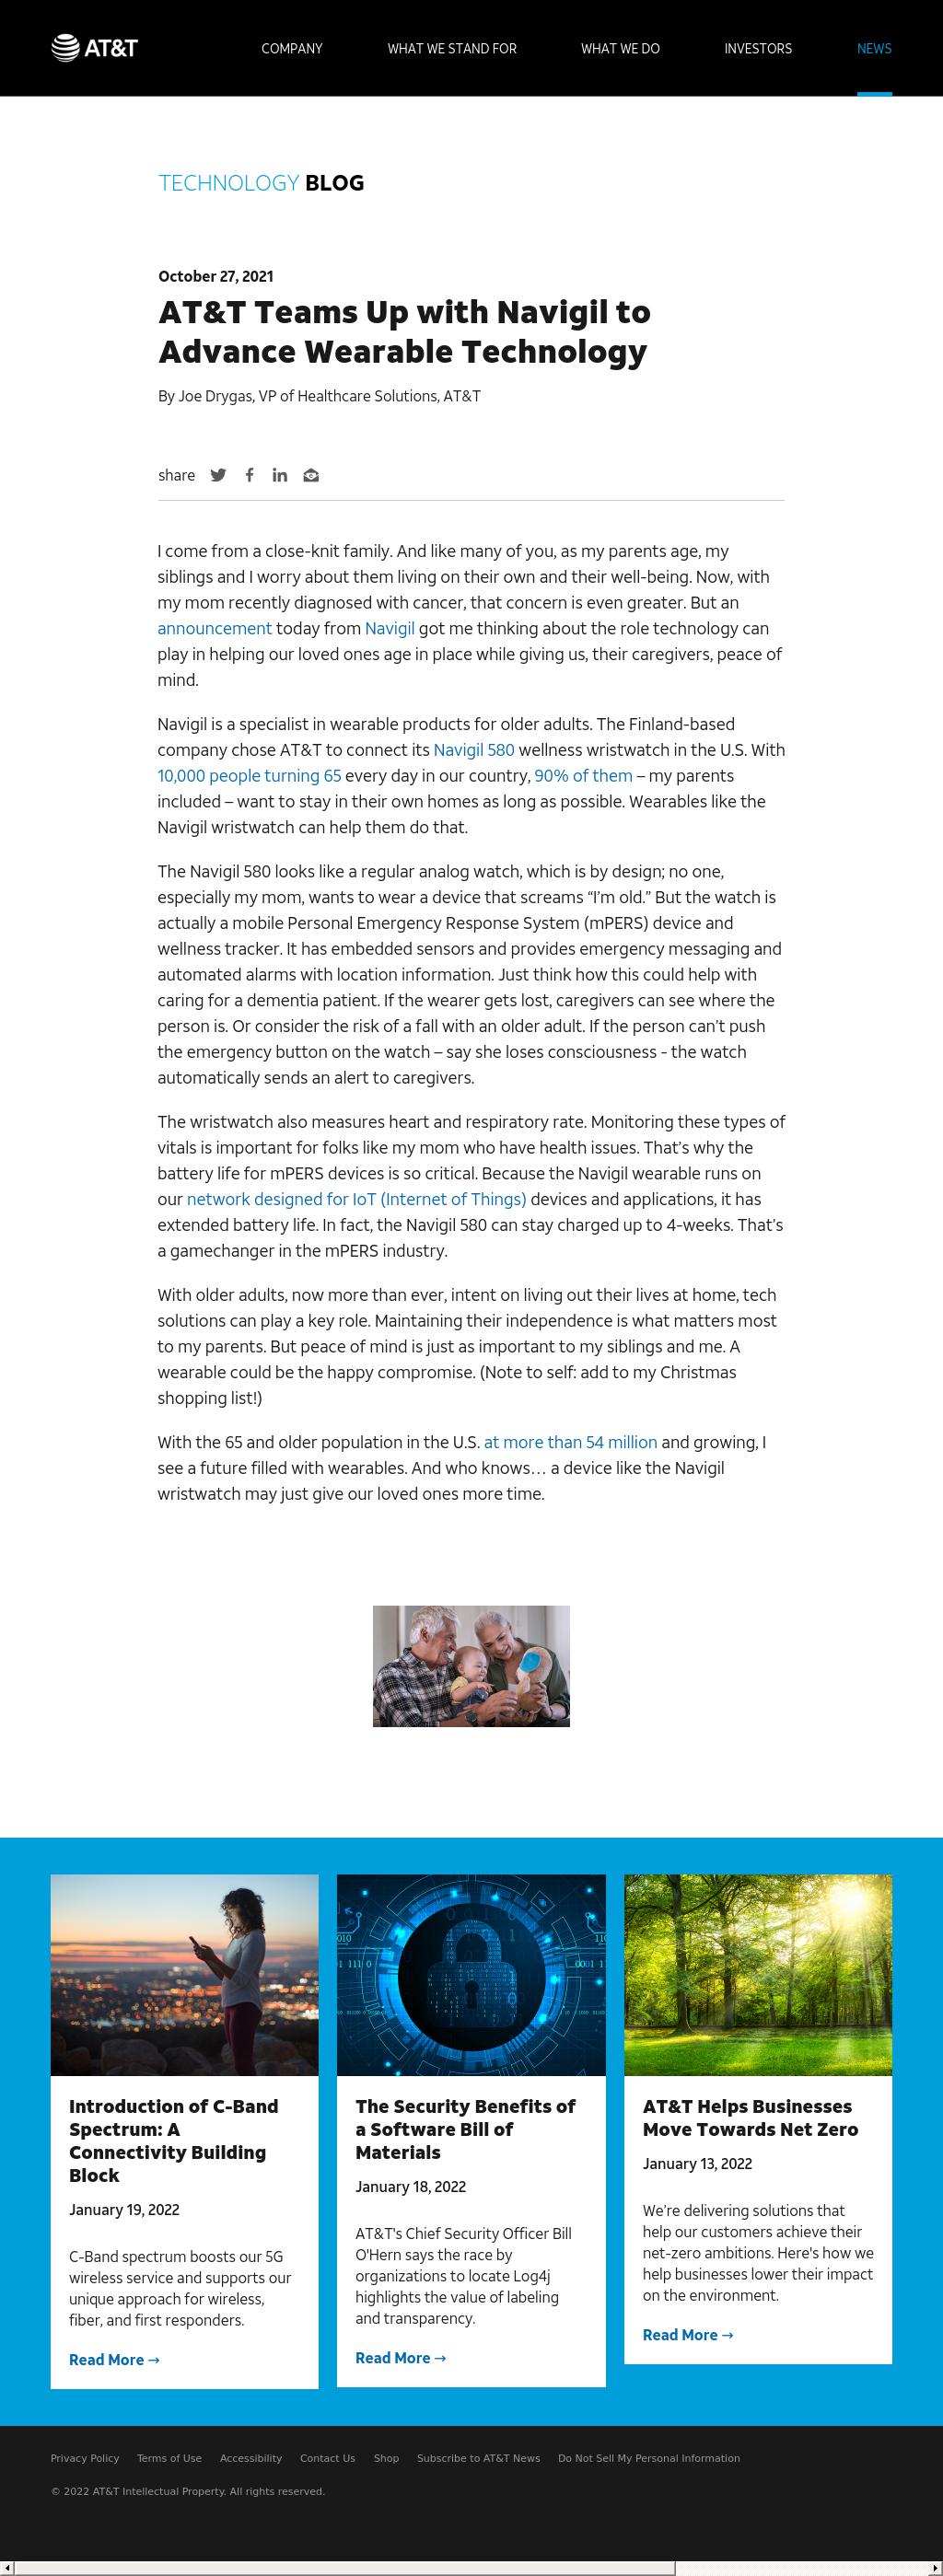 AT&T
COMPANY
WHAT WE STAND FOR
WHAT WE DO
INVESTORS
NEWS
TECHNOLOGY BLOG
October 27, 2021
AT&T Teams Up with Navigil to
Advance Wearable Technology
By Joe Drygas, VP of Healthcare Solutions, AT&T
share
I come from a close-knit family. And like many of you, as my parents age, my
siblings and I worry about them living on their own and their well-being. Now, with
my mom recently diagnosed with cancer, that concern is even greater. But an
announcement today from Navigil got me thinking about the role technology can
play in helping our loved ones age in place while giving us, their caregivers, peace of
mind.
Navigil is a specialist in wearable products for older adults. The Finland-based
company chose AT&T to connect its Navigil 580 wellness wristwatch in the U.S. With
10,000 people turning 65 every day in our country, 90% of them – my parents
included – want to stay in their own homes as long as possible. Wearables like the
Navigil wristwatch can help them do that.
The Navigil 580 looks like a regular analog watch, which is by design; no one,
especially my mom, wants to wear a device that screams “I’m old.” But the watch is
actually a mobile Personal Emergency Response System (mPERS) device and
wellness tracker. It has embedded sensors and provides emergency messaging and
automated alarms with location information. Just think how this could help with
caring for a dementia patient. If the wearer gets lost, caregivers can see where the
person is. Or consider the risk of a fall with an older adult. If the person can’t push
the emergency button on the watch – say she loses consciousness - the watch
automatically sends an alert to caregivers.
The wristwatch also measures heart and respiratory rate. Monitoring these types of
vitals is important for folks like my mom who have health issues. That’s why the
battery life for mPERS devices is so critical. Because the Navigil wearable runs on
our network designed for IoT (Internet of Things) devices and applications, it has
extended battery life. In fact, the Navigil 580 can stay charged up to 4-weeks. That’s
a gamechanger in the mPERS industry.
With older adults, now more than ever, intent on living out their lives at home, tech
solutions can play a key role. Maintaining their independence is what matters most
to my parents. But peace of mind is just as important to my siblings and me. A
wearable could be the happy compromise. (Note to self: add to my Christmas
shopping list!)
With the 65 and older population in the U.S. at more than 54 million and growing, I
see a future filled with wearables. And who knows… a device like the Navigil
wristwatch may just give our loved ones more time.
Introduction of C-Band
Spectrum: A
Connectivity Building
Block
January 19, 2022
C-Band spectrum boosts our 5G
wireless service and supports our
unique approach for wireless,
fiber, and first responders.
Read More →
The Security Benefits of
a Software Bill of
Materials
January 18, 2022
AT&T's Chief Security Officer Bill
O'Hern says the race by
organizations to locate Log4j
highlights the value of labeling
and transparency.
Read More →
AT&T Helps Businesses
Move Towards Net Zero
January 13, 2022
We’re delivering solutions that
help our customers achieve their
net-zero ambitions. Here's how we
help businesses lower their impact
on the environment.
Read More →
Privacy Policy
Terms of Use
Accessibility
Contact Us
Shop
Subscribe to AT&T News
Do Not Sell My Personal Information
© 2022 AT&T Intellectual Property. All rights reserved.